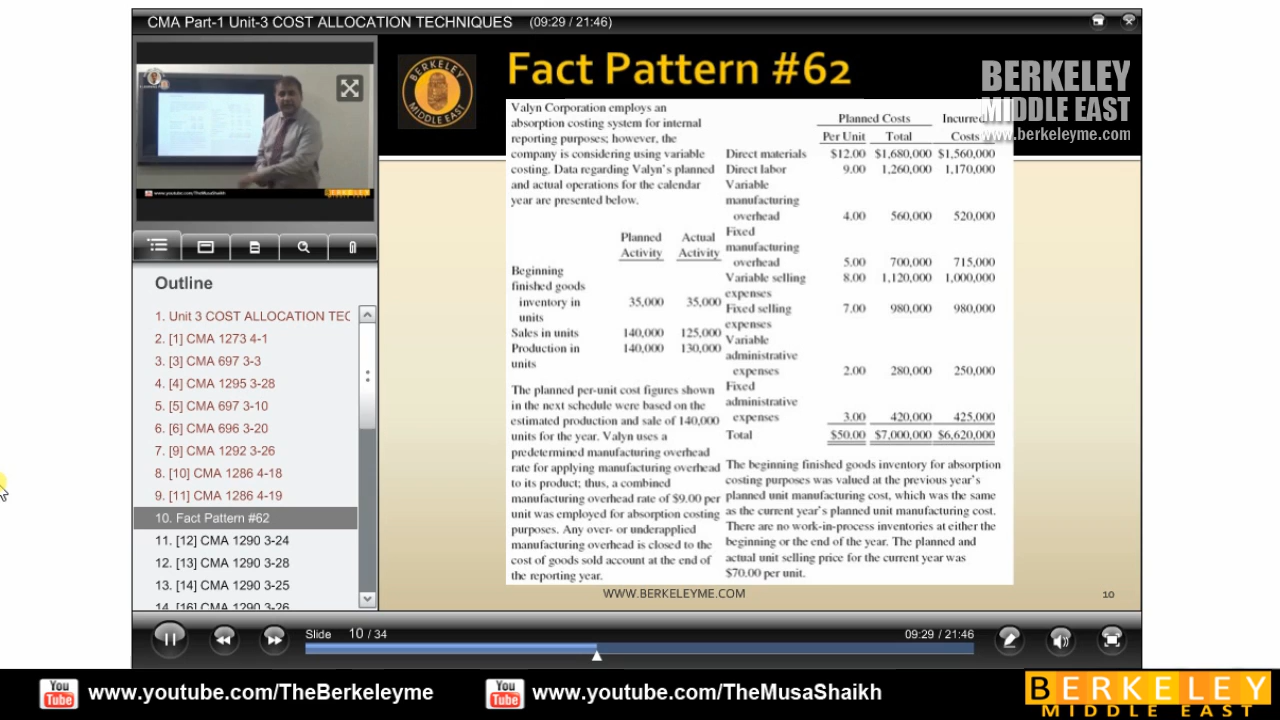 CMA Part-1 Unit-3 COST ALLOCATION TECHNIQUES (09:29 / 21:46)
BERKELEY
MIDDLE EAST
Fact Pattern #62
BERKELEY
MIDDLE EAST
www.berkeleyme.com
www.youtube.com/TheMusaShaikh
Outline
1. Unit 3 COST ALLOCATION TEC
2. [1] CMA 1273 4-1
3. [3] CMA 697 3-3
4. [4] CMA 1295 3-28
5. [5] CMA 697 3-10
6. [6] CMA 696 3-20
7. [9] CMA 1292 3-26
8. [10] CMA 1286 4-18
9. [11] CMA 1286 4-19
10. Fact Pattern #62
11. [12] CMA 1290 3-24
12. [13] CMA 1290 3-28
13. [14] CMA 1290 3-25
14. [16] CMA 1290 3-26
Valyn Corporation employs an
absorption costing system for internal
reporting purposes; however, the
company is considering using variable
costing. Data regarding Valyn's planned
and actual operations for the calendar
year are presented below.
Planned Actual
Activity Activity
Beginning
finished goods
inventory in 35,000 35,000
units
Sales in units 140,000 125,000
Production in 140,000 130,000
units
The planned per-unit cost figures shown
in the next schedule were based on the
estimated production and sale of 140,000
units for the year. Valyn uses a
predetermined manufacturing overhead
rate for applying manufacturing overhead
to its product; thus, a combined
manufacturing overhead rate of $9.00 per
unit was employed for absorption costing
purposes. Any over- or underapplied
manufacturing overhead is closed to the
cost of goods sold account at the end of
the reporting year.
Planned Costs Incurred
Per Unit Total Costs
Direct materials $12.00 $1,680,000 $1,560,000
Direct labor 9.00 1,260,000 1,170,000
Variable
manufacturing
overhead 4.00 560,000 520,000
Fixed
manufacturing
overhead 5.00 700,000 715,000
Variable selling 8.00 1,120,000 1,000,000
expenses
Fixed selling 7.00 980,000 980,000
expenses
Variable
administrative
expenses 2.00 280,000 250,000
Fixed
administrative
expenses 3.00 420,000 425,000
Total $50.00 $7,000,000 $6,620,000
The beginning finished goods inventory for absorption
costing purposes was valued at the previous year's
planned unit manufacturing cost, which was the same
as the current year's planned unit manufacturing cost.
There are no work-in-process inventories at either the
beginning or the end of the year. The planned and
actual unit selling price for the current year was
$70.00 per unit.
WWW.BERKELEYME.COM 10
Slide 10 / 34 09:29 / 21:46
You Tube www.youtube.com/TheBerkeleyme You Tube www.youtube.com/TheMusaShaikh
BERKELEY
MIDDLE EAST